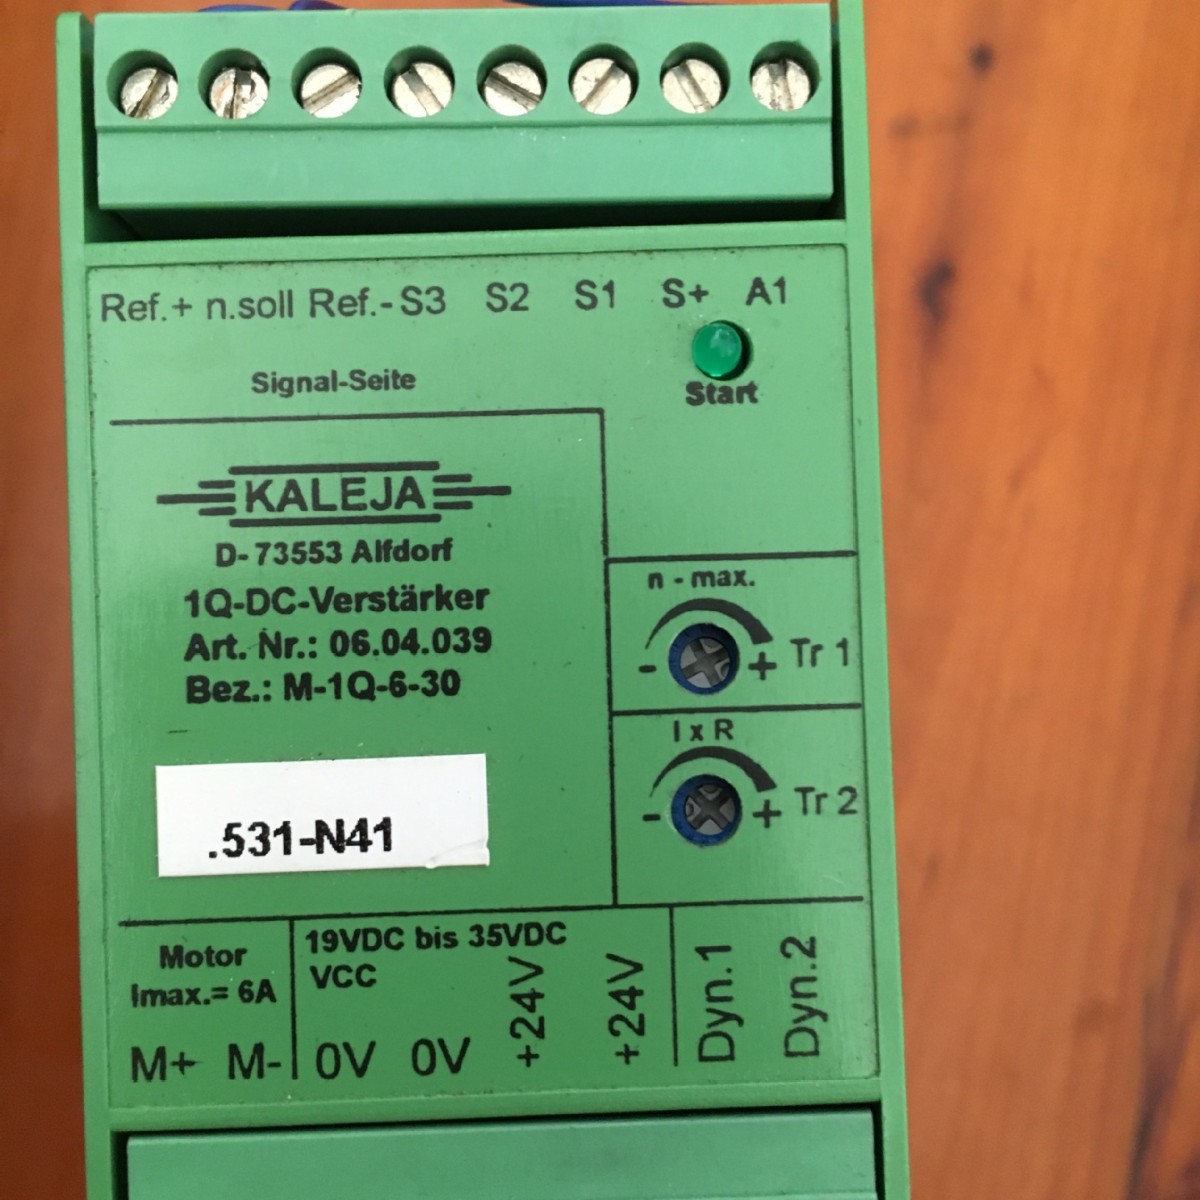 Ref.+ n.soll Ref.- S3 S2 S1 S+ A1
Start
Signal-Seite
KALEJA
D-73553 Alfdorf
1Q-DC-Verstärker
Art. Nr.: 06.04.039
Bez.: M-1Q-6-30
n - max.
- + Tr 1
I x R
- + Tr 2
.531-N41
Motor
Imax.= 6A
19VDC bis 35VDC
VCC
M+ M- 0V 0V +24V +24V Dyn.1 Dyn.2